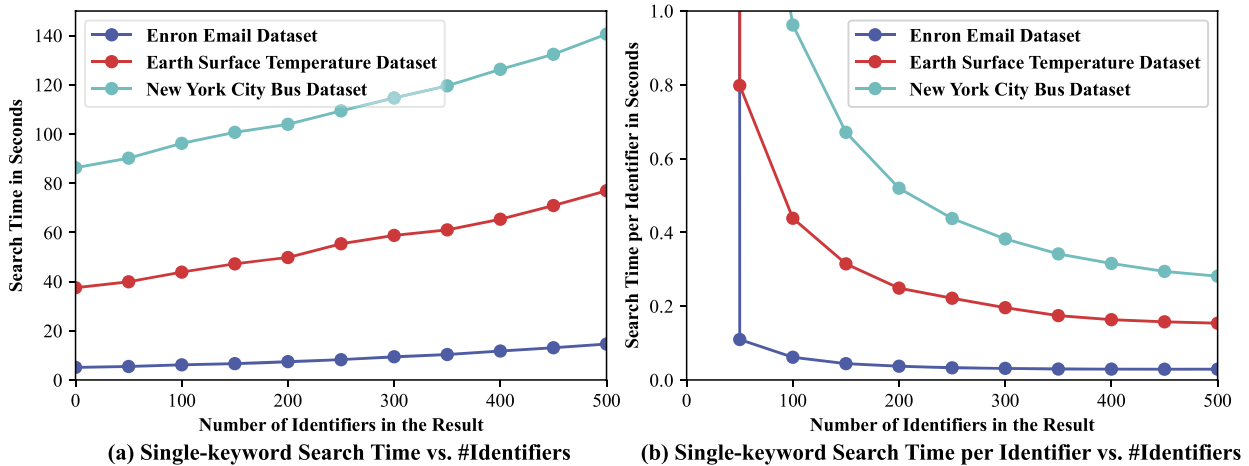 Search Time in Seconds
140
120
100
80
60
40
20
0
0
100
200
300
400
500
Enron Email Dataset
Earth Surface Temperature Dataset
New York City Bus Dataset
Number of Identifiers in the Result
(a) Single-keyword Search Time vs. #Identifiers
Search Time per Identifier in Seconds
1.0
0.8
0.6
0.4
0.2
0.0
0
100
200
300
400
500
Enron Email Dataset
Earth Surface Temperature Dataset
New York City Bus Dataset
Number of Identifiers in the Result
(b) Single-keyword Search Time per Identifier vs. #Identifiers